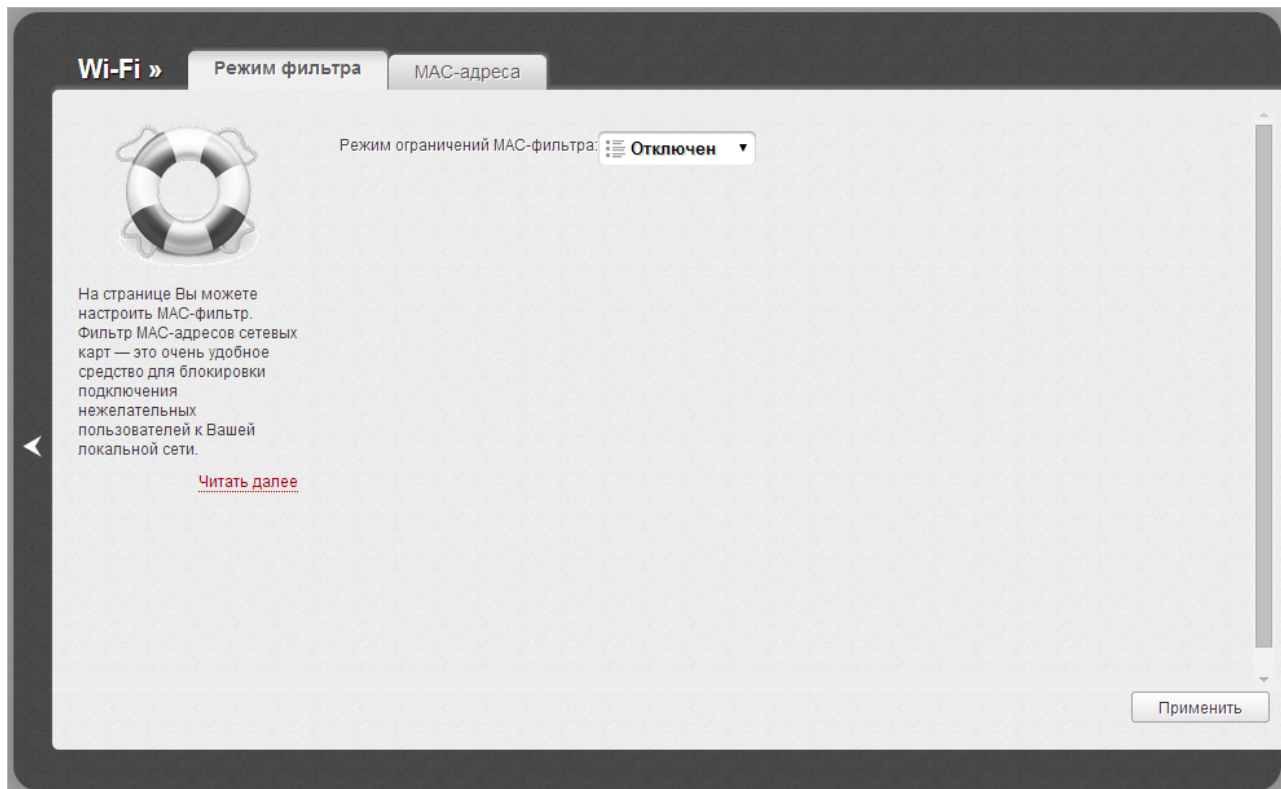 Wi-Fi »
Режим фильтра
MAC-адреса
Режим ограничений MAC-фильтра:
Отключен
На странице Вы можете
настроить MAC-фильтр.
Фильтр MAC-адресов сетевых
карт — это очень удобное
средство для блокировки
подключения
нежелательных
пользователей к Вашей
локальной сети.
Читать далее
Применить